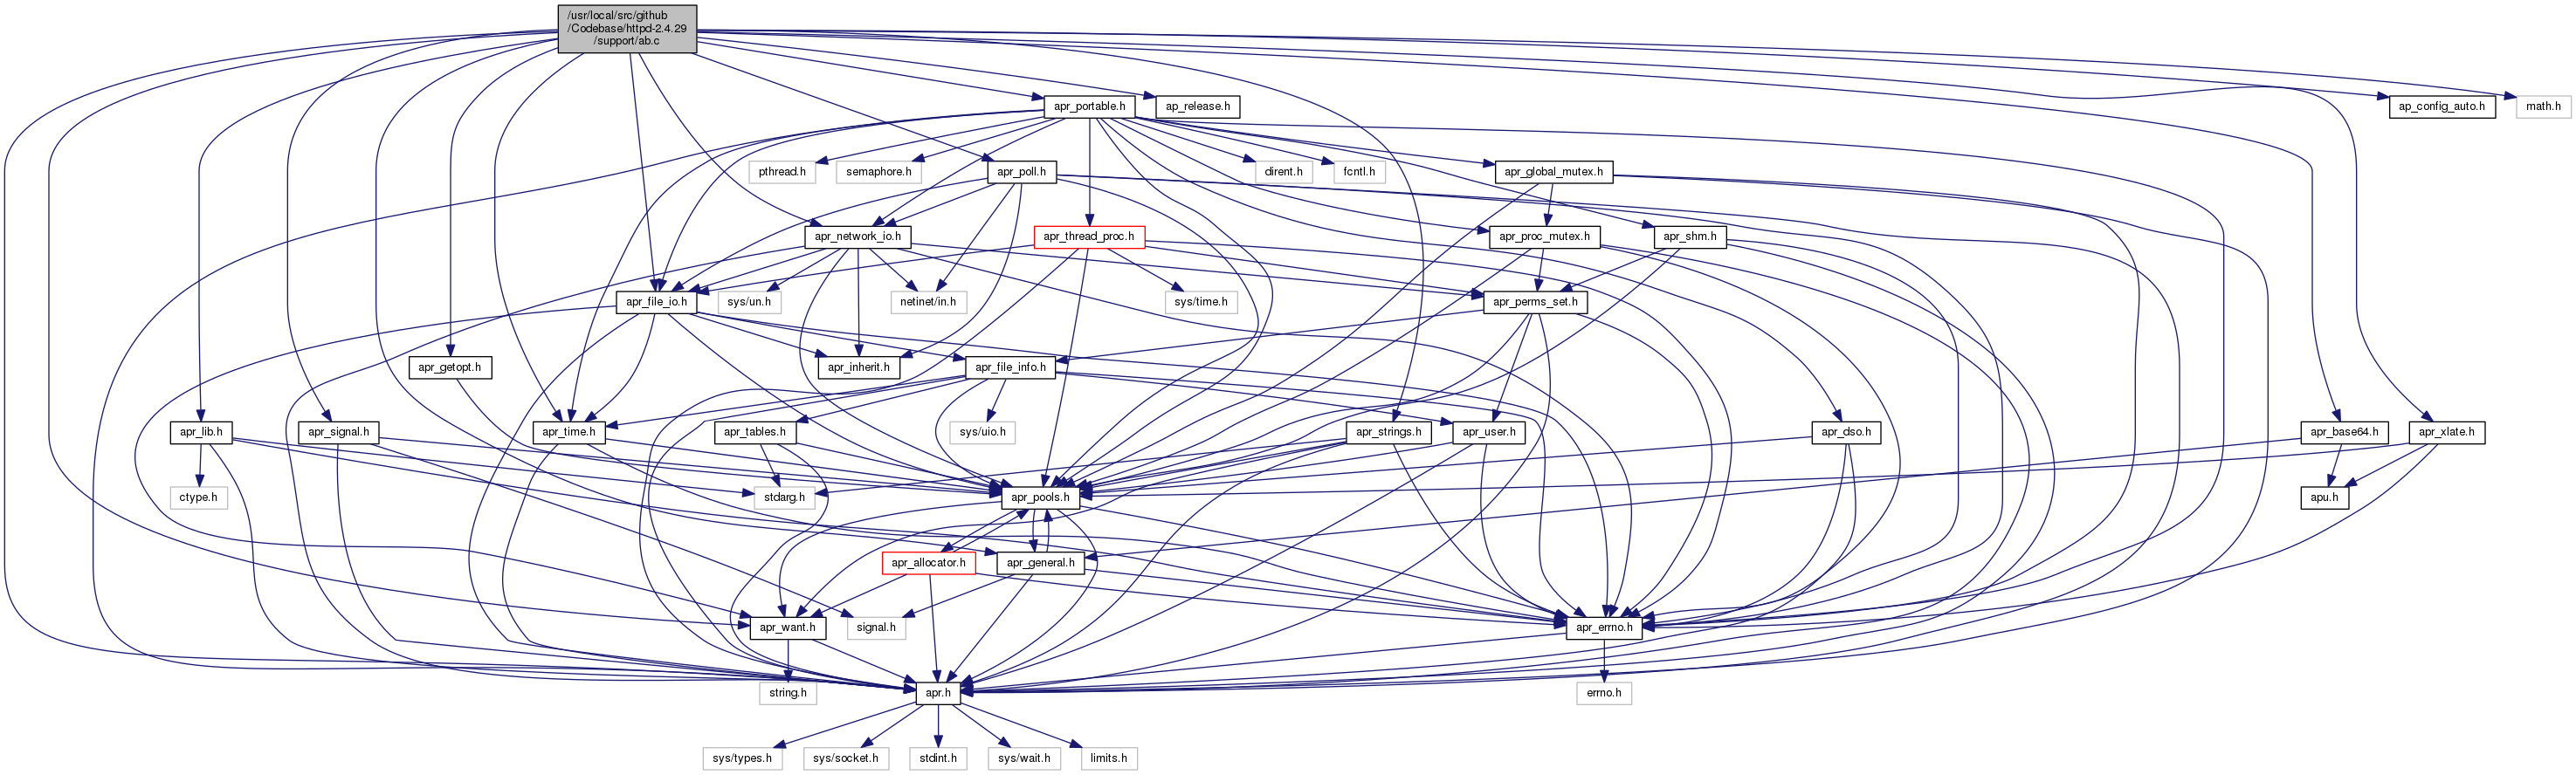 /usr/local/src/github
/Codebase/httpd-2.4.29
/support/ab.c
apr_portable.h
ap_release.h
ap_config_auto.h
math.h
pthread.h
semaphore.h
apr_poll.h
dirent.h
fcntl.h
apr_global_mutex.h
apr_network_io.h
apr_thread_proc.h
apr_proc_mutex.h
apr_shm.h
apr_file_io.h
sys/un.h
netinet/in.h
sys/time.h
apr_perms_set.h
apr_getopt.h
apr_inherit.h
apr_file_info.h
apr_lib.h
apr_signal.h
apr_time.h
apr_tables.h
sys/uio.h
apr_strings.h
apr_user.h
apr_dso.h
apr_base64.h
apr_xlate.h
ctype.h
stdarg.h
apr_pools.h
apu.h
apr_allocator.h
apr_general.h
apr_want.h
signal.h
apr_errno.h
string.h
apr.h
errno.h
sys/types.h
sys/socket.h
stdint.h
sys/wait.h
limits.h